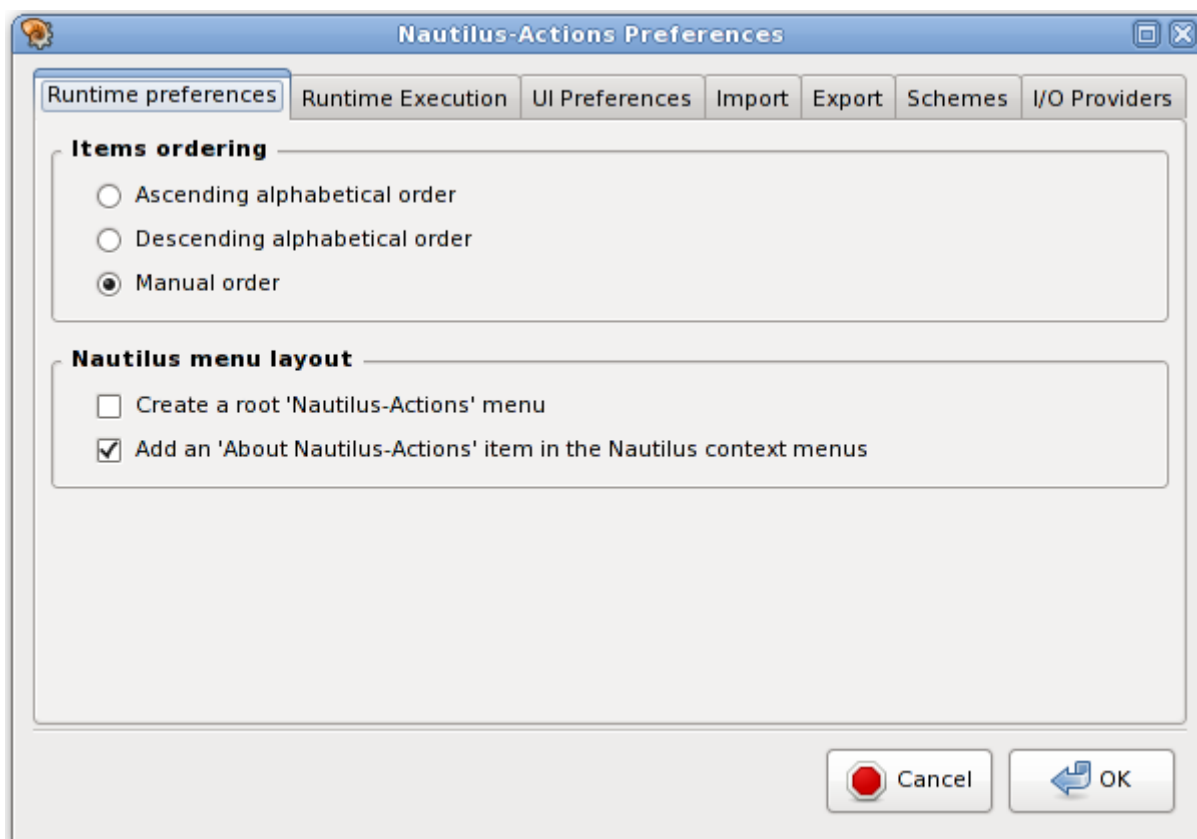 Nautilus-Actions Preferences
Runtime preferences Runtime Execution UI Preferences Import Export Schemes I/O Providers
Items ordering
Ascending alphabetical order
Descending alphabetical order
Manual order
Nautilus menu layout
Create a root 'Nautilus-Actions' menu
Add an 'About Nautilus-Actions' item in the Nautilus context menus
Cancel OK